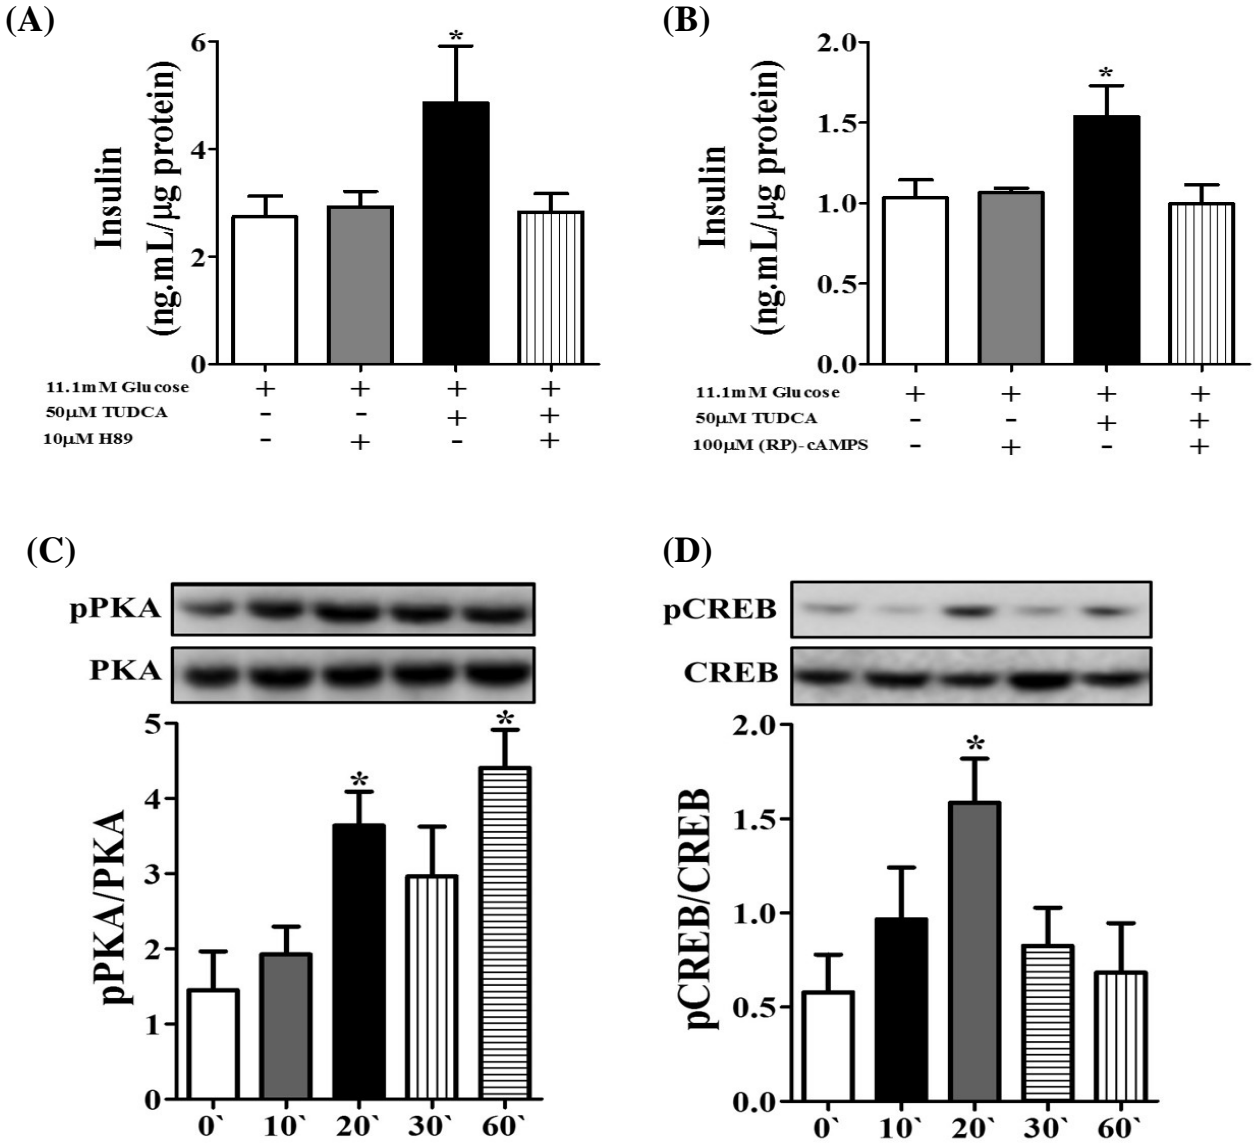 (A)
Insulin
(ng.mL/µg protein)
6
4
2
0
*
11.1mM Glucose + + + +
50µM TUDCA - - + +
10µM H89 - + - +
(B)
Insulin
(ng.mL/µg protein)
2.0
1.5
1.0
0.5
0.0
*
11.1mM Glucose + + + +
50µM TUDCA - - + +
100µM (RP)-cAMPS - + - +
(C)
pPKA
PKA
pPKA/PKA
5
4
3
2
1
0
* *
0` 10` 20` 30` 60`
(D)
pCREB
CREB
pCREB/CREB
2.0
1.5
1.0
0.5
0.0
*
0` 10` 20` 30` 60`